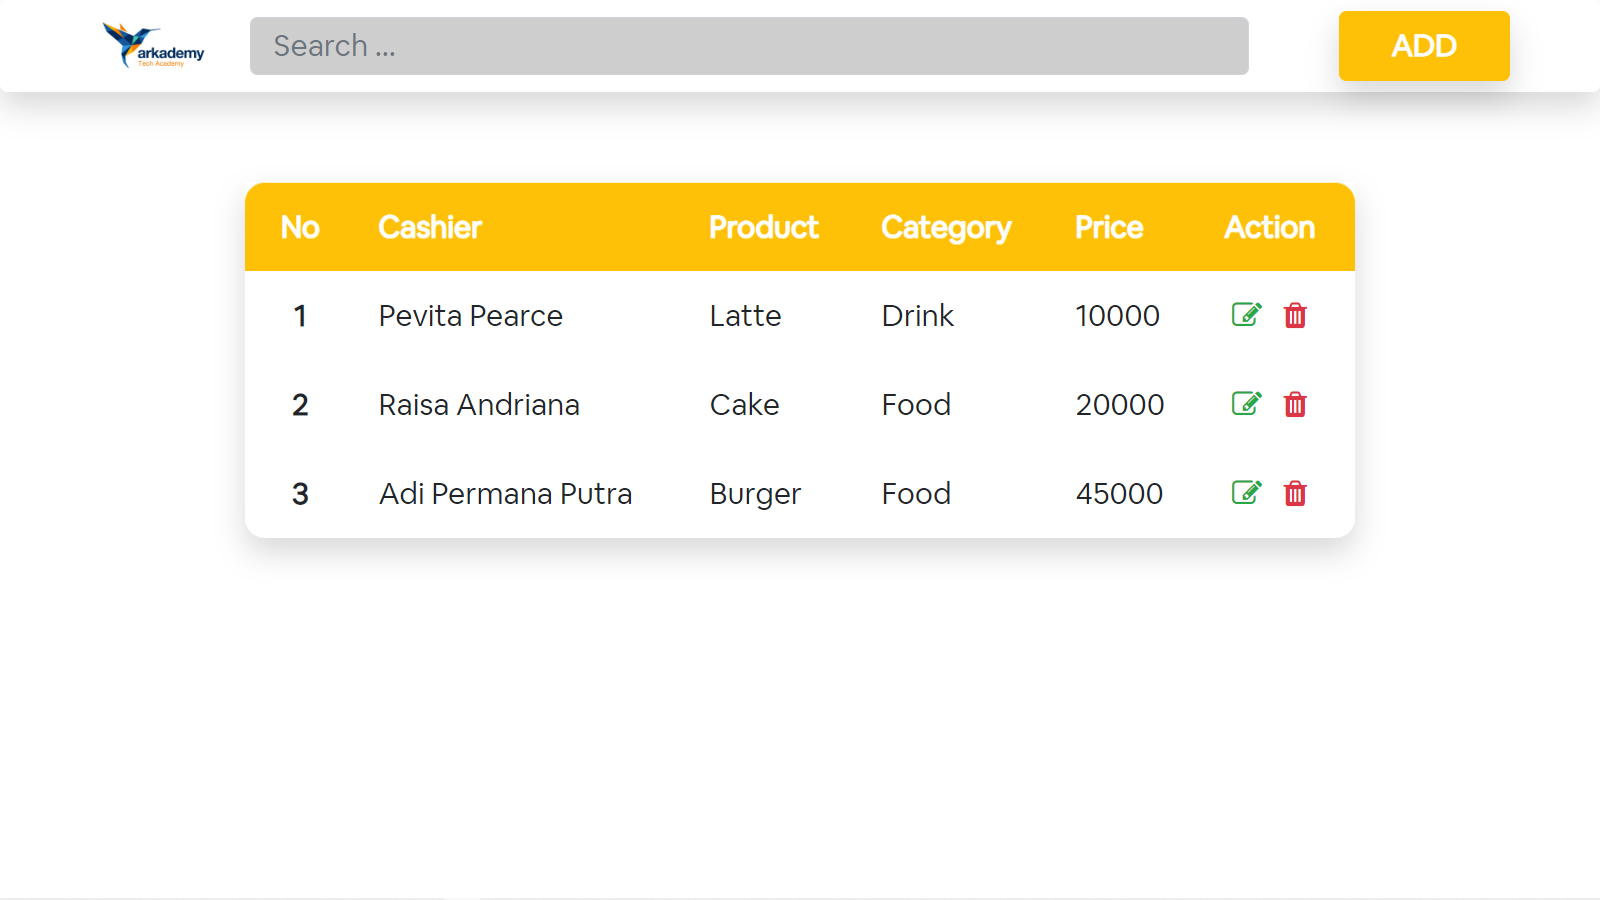 arkademy
Tech Academy
Search ...
ADD
No Cashier Product Category Price Action
1 Pevita Pearce Latte Drink 10000
2 Raisa Andriana Cake Food 20000
3 Adi Permana Putra Burger Food 45000